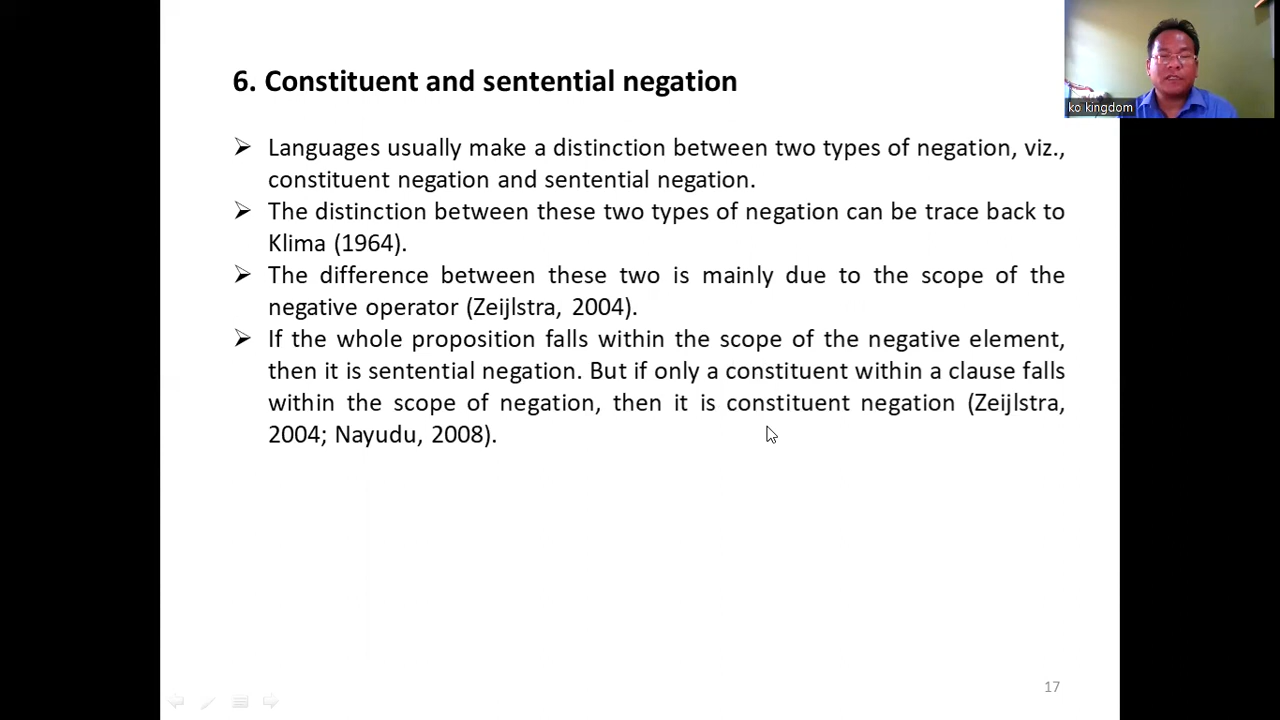 6. Constituent and sentential negation
ko kingdom
Languages usually make a distinction between two types of negation, viz.,
constituent negation and sentential negation.
The distinction between these two types of negation can be trace back to
Klima (1964).
The difference between these two is mainly due to the scope of the
negative operator (Zeijlstra, 2004).
If the whole proposition falls within the scope of the negative element,
then it is sentential negation. But if only a constituent within a clause falls
within the scope of negation, then it is constituent negation (Zeijlstra,
2004; Nayudu, 2008).
17